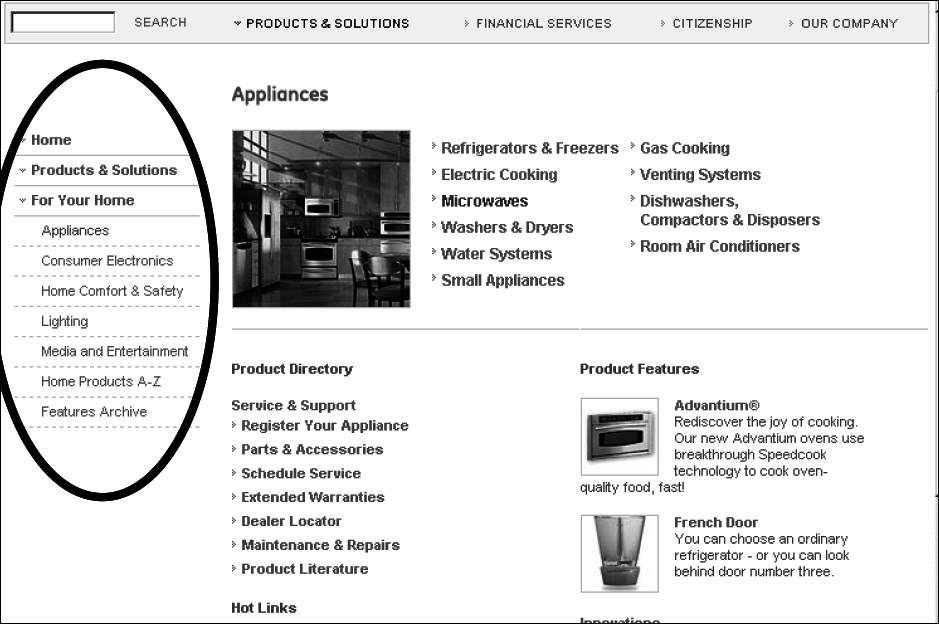 SEARCH
PRODUCTS & SOLUTIONS
FINANCIAL SERVICES
CITIZENSHIP
OUR COMPANY
Home
Products & Solutions
For Your Home
Appliances
Consumer Electronics
Home Comfort & Safety
Lighting
Media and Entertainment
Home Products A-Z
Features Archive
Appliances
Refrigerators & Freezers
Electric Cooking
Microwaves
Washers & Dryers
Water Systems
Small Appliances
Gas Cooking
Venting Systems
Dishwashers,
Compactors & Disposers
Room Air Conditioners
Product Directory
Service & Support
Register Your Appliance
Parts & Accessories
Schedule Service
Extended Warranties
Dealer Locator
Maintenance & Repairs
Product Literature
Hot Links
Product Features
Advantium®
Rediscover the joy of cooking.
Our new Advantium ovens use
breakthrough Speedcook
technology to cook oven-
quality food, fast!
French Door
You can choose an ordinary
refrigerator - or you can look
behind door number three.
Innovations